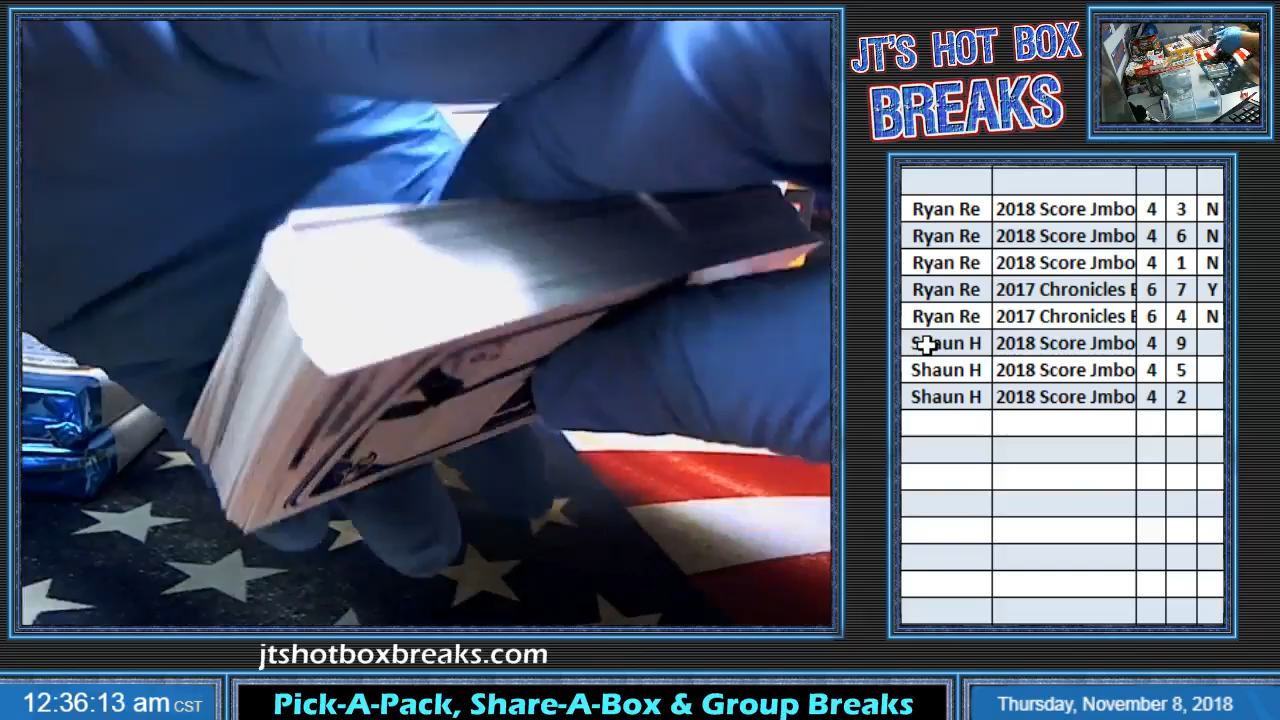 JT'S HOT BOX
BREAKS
Ryan Re 2018 Score Jmbo 4 3 N
Ryan Re 2018 Score Jmbo 4 6 N
Ryan Re 2018 Score Jmbo 4 1 N
Ryan Re 2017 Chronicles 6 7 Y
Ryan Re 2017 Chronicles 6 4 N
Shaun H 2018 Score Jmbo 4 9
Shaun H 2018 Score Jmbo 4 5
Shaun H 2018 Score Jmbo 4 2
jtshotboxbreaks.com
12:36:13 am CST
Pick-A-Pack, Share-A-Box & Group Breaks
Thursday, November 8, 2018